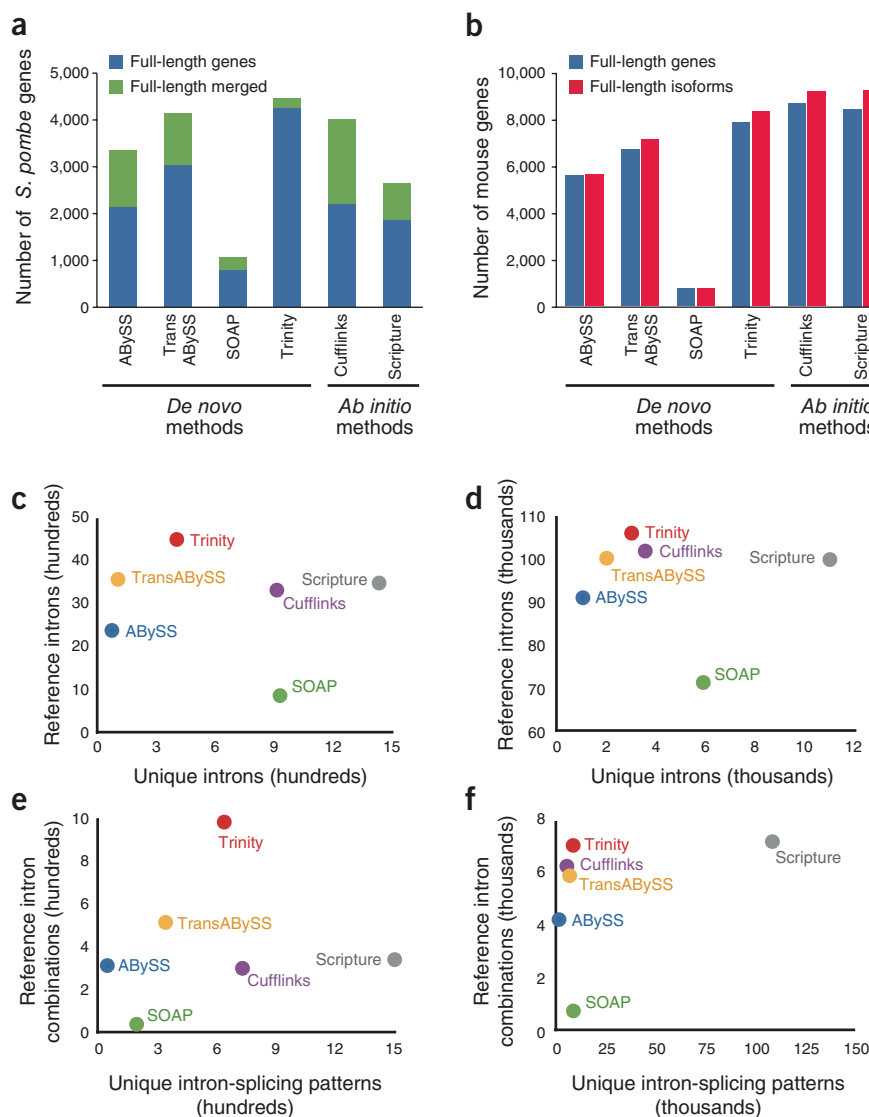 a
Full-length genes
Full-length merged
Number of S. pombe genes
5,000
4,000
3,000
2,000
1,000
0
ABySS
Trans
ABySS
SOAP
Trinity
Cufflinks
Scripture
De novo
methods
Ab initio
methods
b
Full-length genes
Full-length isoforms
Number of mouse genes
10,000
8,000
6,000
4,000
2,000
0
ABySS
Trans
ABySS
SOAP
Trinity
Cufflinks
Scripture
De novo
methods
Ab initio
methods
c
Reference introns (hundreds)
50
40
30
20
10
0
Trinity
TransABySS
Scripture
Cufflinks
ABySS
SOAP
0 3 6 9 12 15
Unique introns (hundreds)
d
Reference introns (thousands)
110
100
90
80
70
60
Trinity
Cufflinks
Scripture
TransABySS
ABySS
SOAP
0 2 4 6 8 10 12
Unique introns (thousands)
e
Reference intron
combinations (hundreds)
10
8
6
4
2
0
Trinity
TransABySS
ABySS
Scripture
Cufflinks
SOAP
0 3 6 9 12 15
Unique intron-splicing patterns
(hundreds)
f
Reference intron
combinations (thousands)
8
6
4
2
0
Trinity
Cufflinks
Scripture
TransABySS
ABySS
SOAP
0 25 50 75 100 125 150
Unique intron-splicing patterns
(thousands)